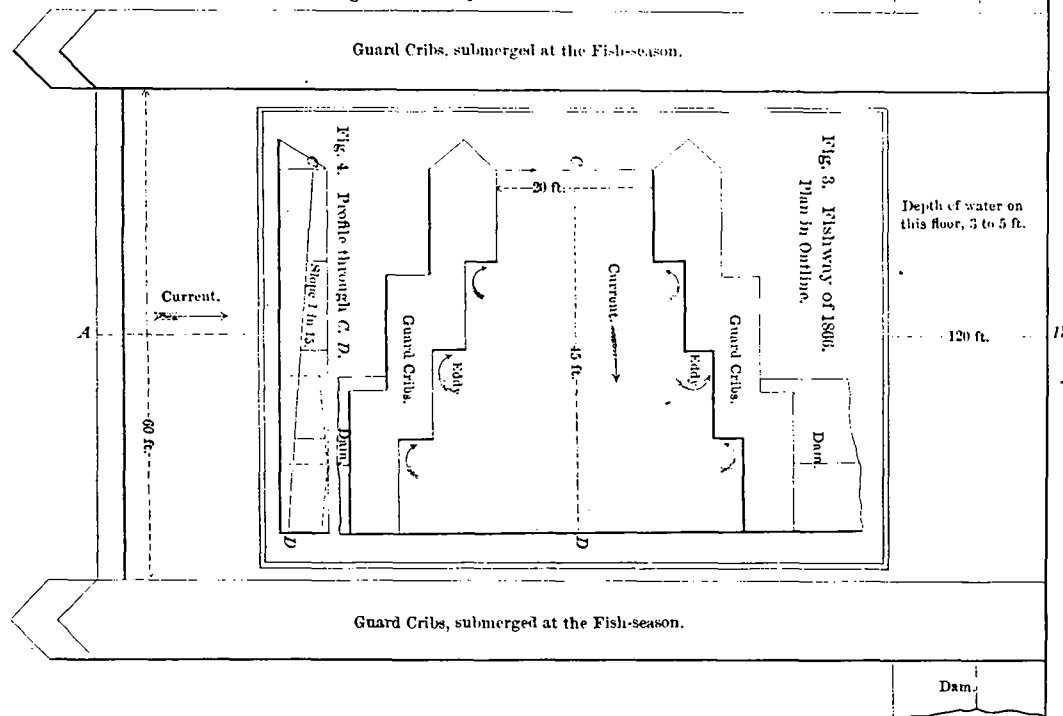 Guard Cribs, submerged at the Fish-season.
Fig. 3. Fishway of 1866.
Plan in Outline.
C
20 ft.
Current.
45 ft.
Eddy
Eddy
Guard Cribs.
Guard Cribs.
Dam
Dam
D
Fig. 4. Profile through C. D.
C
Slope 1 in 15.
D
Depth of water on
this floor, 3 to 5 ft.
Current.
A
120 ft.
60 ft.
Guard Cribs, submerged at the Fish-season.
Dam.